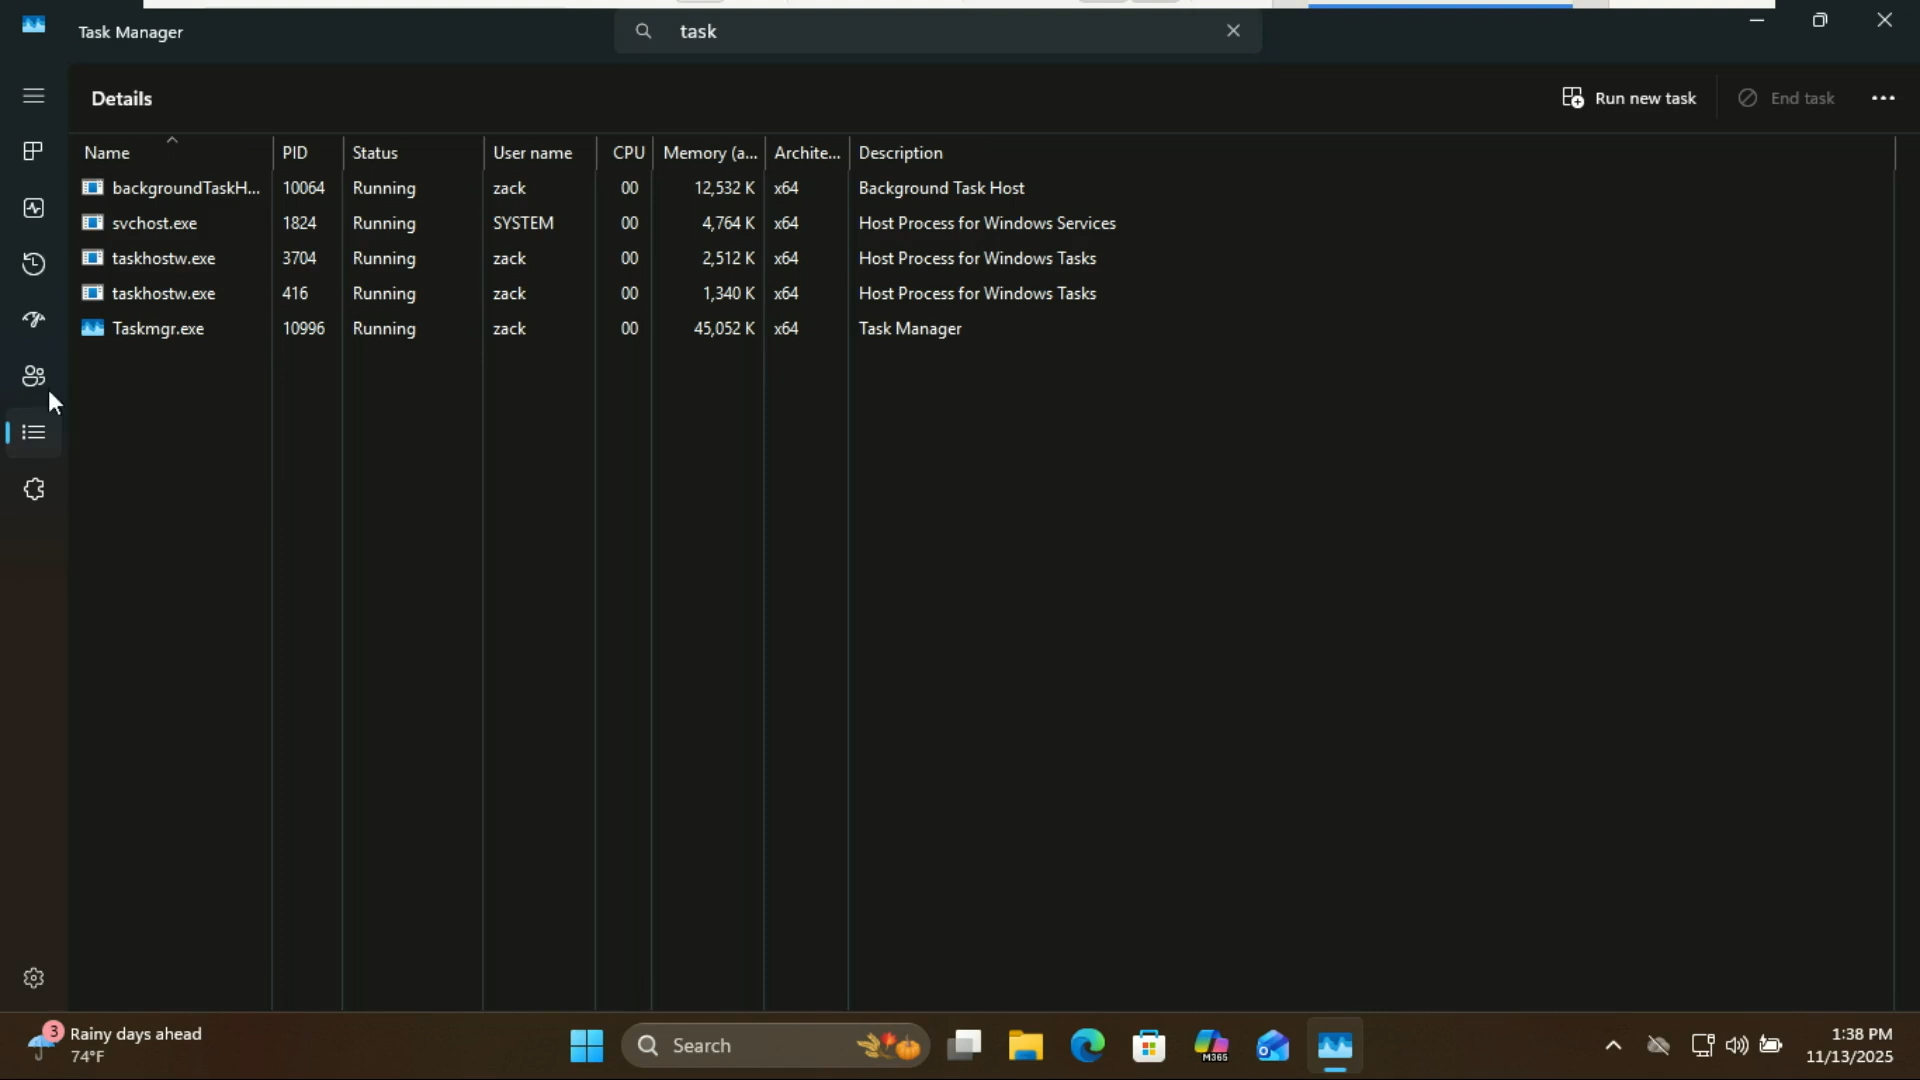 Task Manager
task
Details
Run new task
End task
Name PID Status User name CPU Memory (a... Archite... Description
backgroundTaskH... 10064 Running zack 00 12,532 K x64 Background Task Host
svchost.exe 1824 Running SYSTEM 00 4,764 K x64 Host Process for Windows Services
taskhostw.exe 3704 Running zack 00 2,512 K x64 Host Process for Windows Tasks
taskhostw.exe 416 Running zack 00 1,340 K x64 Host Process for Windows Tasks
Taskmgr.exe 10996 Running zack 00 45,052 K x64 Task Manager
3
Rainy days ahead
74°F
Search
M365
1:38 PM
11/13/2025